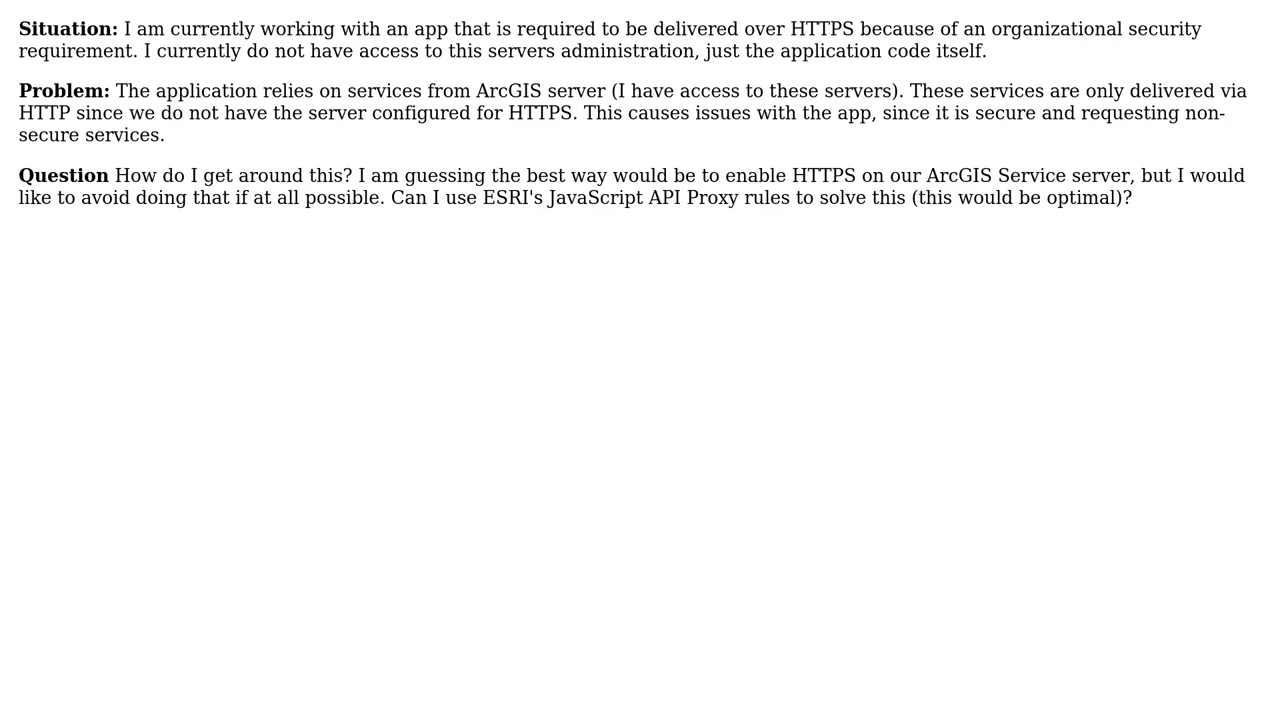 Situation: I am currently working with an app that is required to be delivered over HTTPS because of an organizational security
requirement. I currently do not have access to this servers administration, just the application code itself.
Problem: The application relies on services from ArcGIS server (I have access to these servers). These services are only delivered via
HTTP since we do not have the server configured for HTTPS. This causes issues with the app, since it is secure and requesting non-
secure services.
Question How do I get around this? I am guessing the best way would be to enable HTTPS on our ArcGIS Service server, but I would
like to avoid doing that if at all possible. Can I use ESRI's JavaScript API Proxy rules to solve this (this would be optimal)?